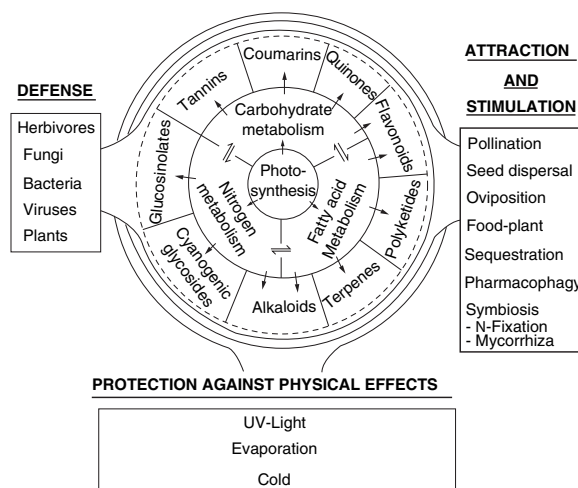 DEFENSE
Herbivores
Fungi
Bacteria
Viruses
Plants
Coumarins
Quinones
Tannins
Flavonoids
Carbohydrate
metabolism
Glucosinolates
Photo-
synthesis
Nitrogen
metabolism
Fatty acid
Metabolism
Polyketides
Cyanogenic
glycosides
Alkaloids
Terpenes
ATTRACTION
AND
STIMULATION
Pollination
Seed dispersal
Oviposition
Food-plant
Sequestration
Pharmacophagy
Symbiosis
- N-Fixation
- Mycorrhiza
PROTECTION AGAINST PHYSICAL EFFECTS
UV-Light
Evaporation
Cold